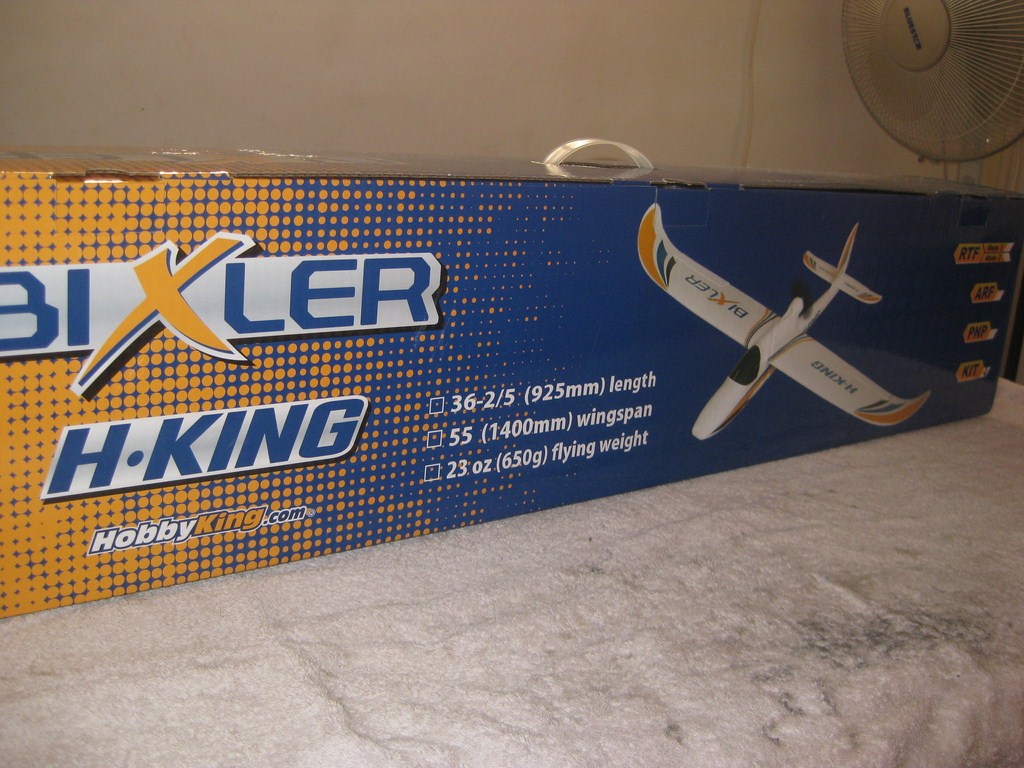 BIXLER
H·KING
HobbyKing.com
36-2/5 (925mm) length
55 (1400mm) wingspan
23 oz (650g) flying weight
BIXLER
H·KING
RTF
ARF
PNP
KIT